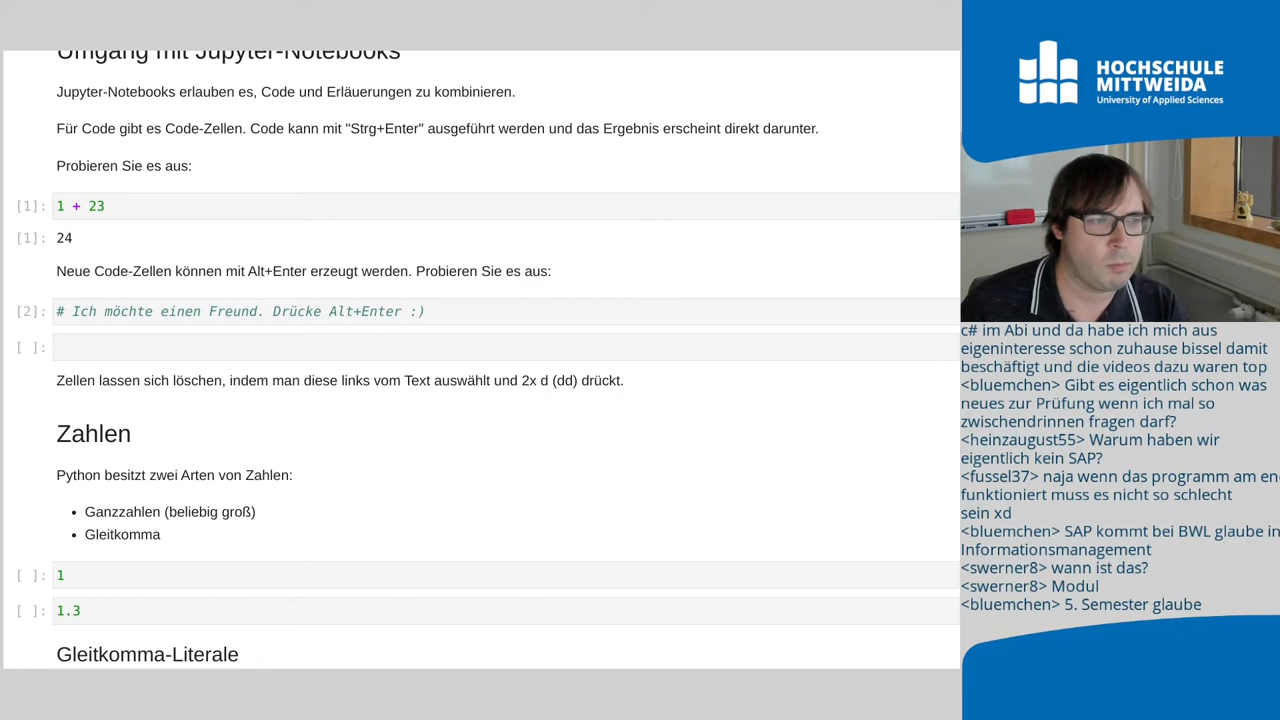 Umgang mit Jupyter-Notebooks
Jupyter-Notebooks erlauben es, Code und Erläuerungen zu kombinieren.
Für Code gibt es Code-Zellen. Code kann mit "Strg+Enter" ausgeführt werden und das Ergebnis erscheint direkt darunter.
Probieren Sie es aus:
[1]: 1 + 23
[1]: 24
Neue Code-Zellen können mit Alt+Enter erzeugt werden. Probieren Sie es aus:
[2]: # Ich möchte einen Freund. Drücke Alt+Enter :)
[ ]:
Zellen lassen sich löschen, indem man diese links vom Text auswählt und 2x d (dd) drückt.
Zahlen
Python besitzt zwei Arten von Zahlen:
• Ganzzahlen (beliebig groß)
• Gleitkomma
[ ]: 1
[ ]: 1.3
Gleitkomma-Literale
HOCHSCHULE
MITTWEIDA
University of Applied Sciences
c# im Abi und da habe ich mich aus
eigeninteresse schon zuhause bissel damit
beschäftigt und die videos dazu waren top
<bluemchen> Gibt es eigentlich schon was
neues zur Prüfung wenn ich mal so
zwischendrinnen fragen darf?
<heinzaugust55> Warum haben wir
eigentlich kein SAP?
<fussel37> naja wenn das programm am en
funktioniert muss es nicht so schlecht
sein xd
<bluemchen> SAP kommt bei BWL glaube in
Informationsmanagement
<swerner8> wann ist das?
<swerner8> Modul
<bluemchen> 5. Semester glaube